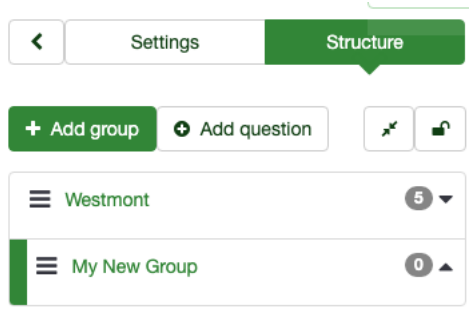 Settings Structure
+ Add group + Add question
Westmont 5
My New Group 0